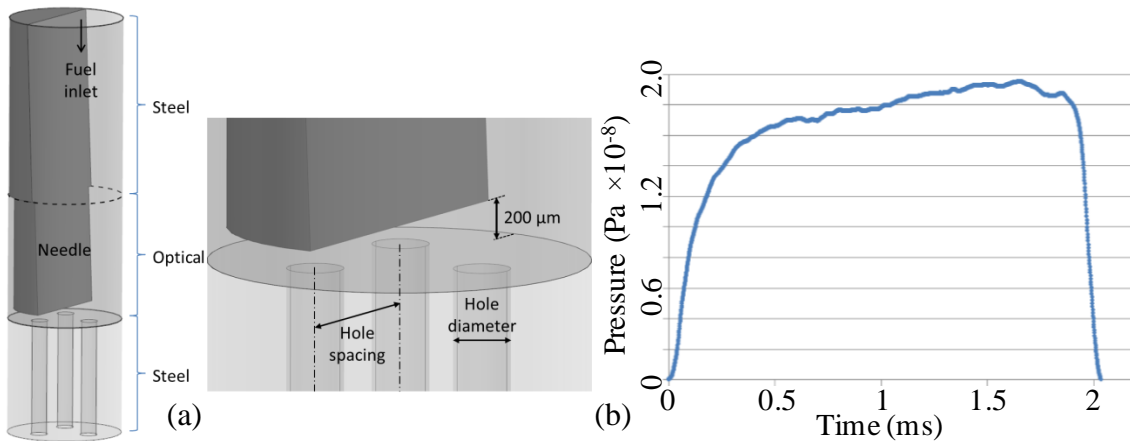 Fuel
inlet
Steel
Needle
Optical
Steel
(a)
200 µm
Hole
spacing
Hole
diameter
(b)
Pressure (Pa ×10⁻⁸)
2.0
1.2
0.6
0
0
0.5
1
1.5
2
Time (ms)